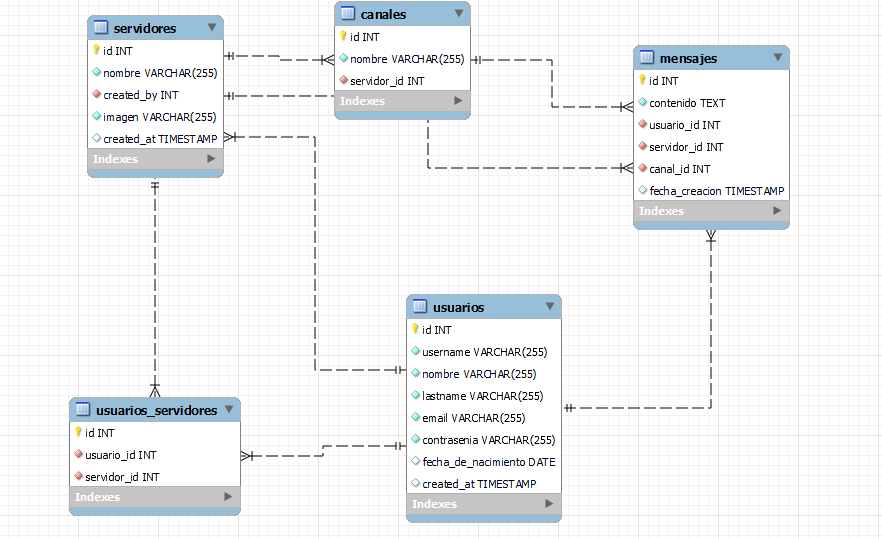 servidores
id INT
nombre VARCHAR(255)
created_by INT
imagen VARCHAR(255)
created_at TIMESTAMP
Indexes
canales
id INT
nombre VARCHAR(255)
servidor_id INT
Indexes
mensajes
id INT
contenido TEXT
usuario_id INT
servidor_id INT
canal_id INT
fecha_creacion TIMESTAMP
Indexes
usuarios
id INT
username VARCHAR(255)
nombre VARCHAR(255)
lastname VARCHAR(255)
email VARCHAR(255)
contrasenia VARCHAR(255)
fecha_de_nacimiento DATE
created_at TIMESTAMP
Indexes
usuarios_servidores
id INT
usuario_id INT
servidor_id INT
Indexes